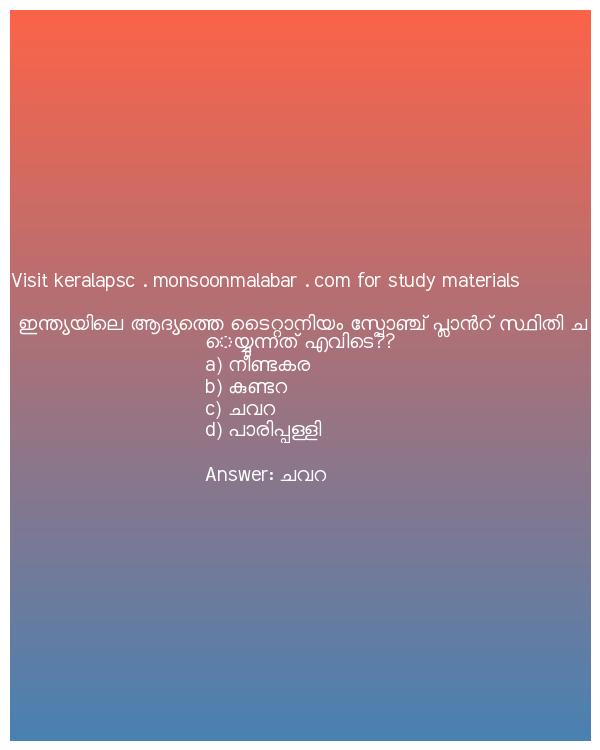 Visit keralapsc . monsoonmalabar . com for study materials
ഇന്ത്യയിലെ ആദ്യത്തെ ടൈറ്റാനിയം സ്പോഞ്ച് പ്ലാൻറ് സ്ഥിതി ച
െയ്യുന്നത് എവിടെ??
a) നീണ്ടകര
b) കുണ്ടറ
c) ചവറ
d) പാരിപ്പള്ളി
Answer: ചവറ